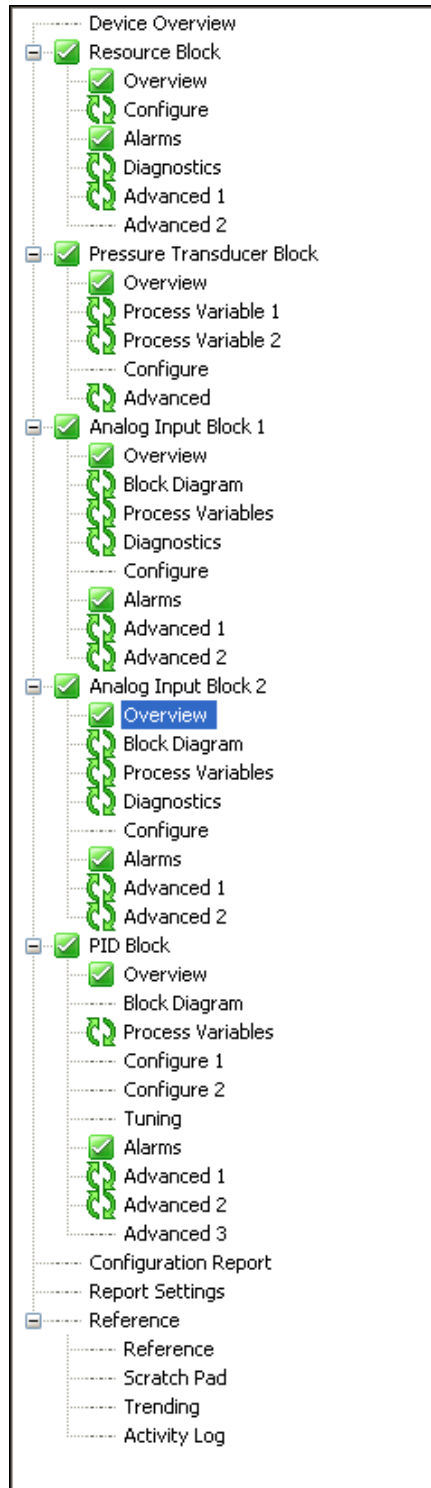 Device Overview
Resource Block
Overview
Configure
Alarms
Diagnostics
Advanced 1
Advanced 2
Pressure Transducer Block
Overview
Process Variable 1
Process Variable 2
Configure
Advanced
Analog Input Block 1
Overview
Block Diagram
Process Variables
Diagnostics
Configure
Alarms
Advanced 1
Advanced 2
Analog Input Block 2
Overview
Block Diagram
Process Variables
Diagnostics
Configure
Alarms
Advanced 1
Advanced 2
PID Block
Overview
Block Diagram
Process Variables
Configure 1
Configure 2
Tuning
Alarms
Advanced 1
Advanced 2
Advanced 3
Configuration Report
Report Settings
Reference
Reference
Scratch Pad
Trending
Activity Log